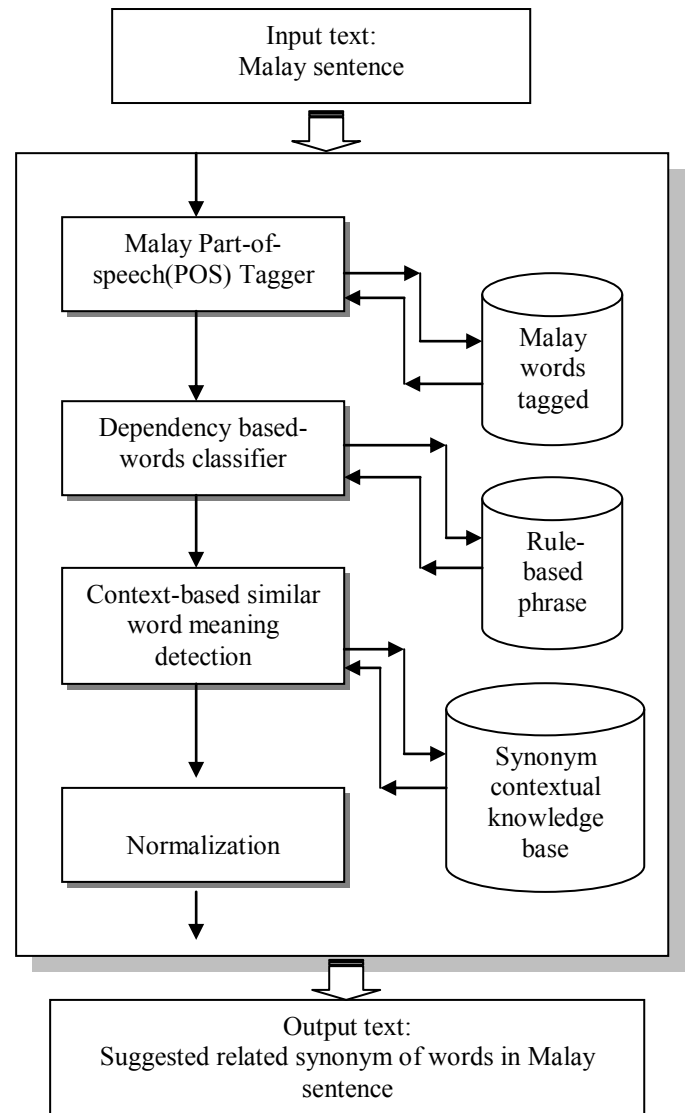 Input text:
Malay sentence
Malay Part-of-
speech(POS) Tagger
Malay
words
tagged
Dependency based-
words classifier
Rule-
based
phrase
Context-based similar
word meaning
detection
Synonym
contextual
knowledge
base
Normalization
Output text:
Suggested related synonym of words in Malay
sentence